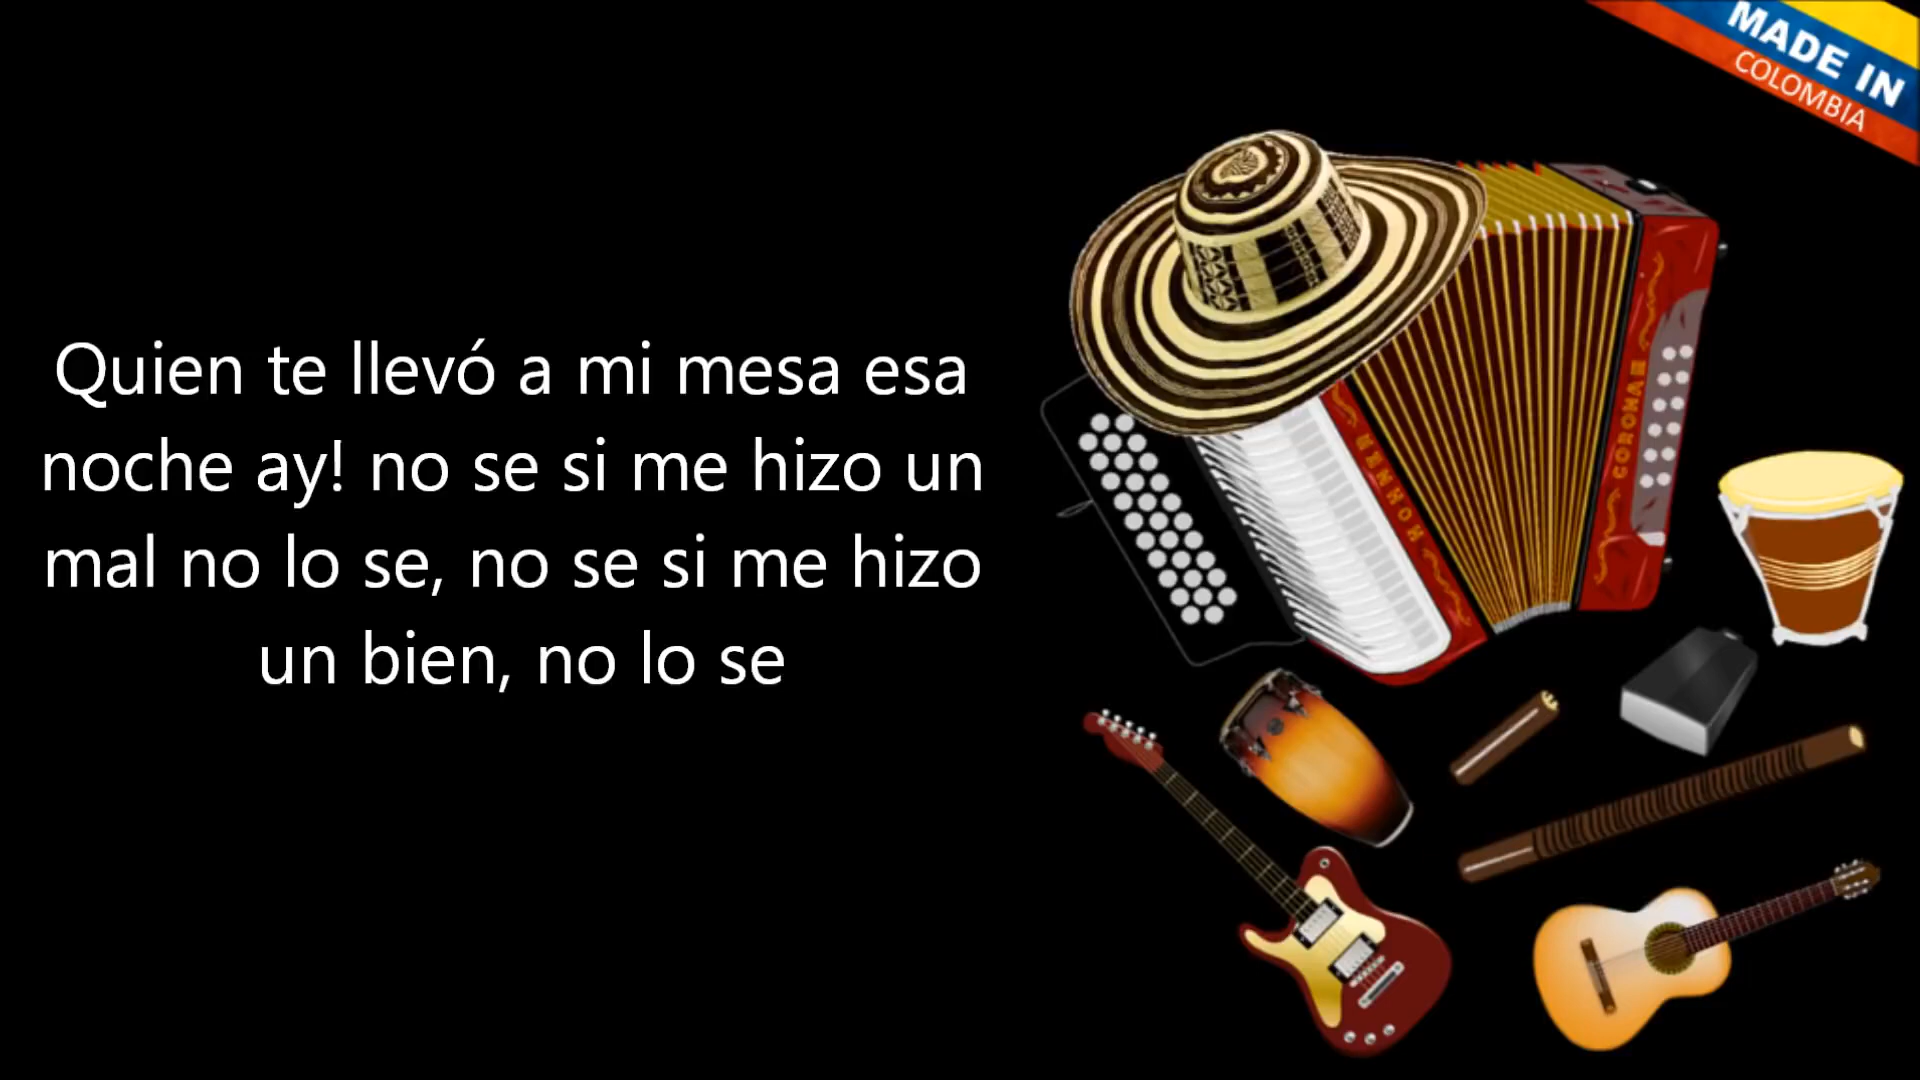 MADE IN
COLOMBIA
Quien te llevó a mi mesa esa
noche ay! no se si me hizo un
mal no lo se, no se si me hizo
un bien, no lo se
HOHNER
CORONA III